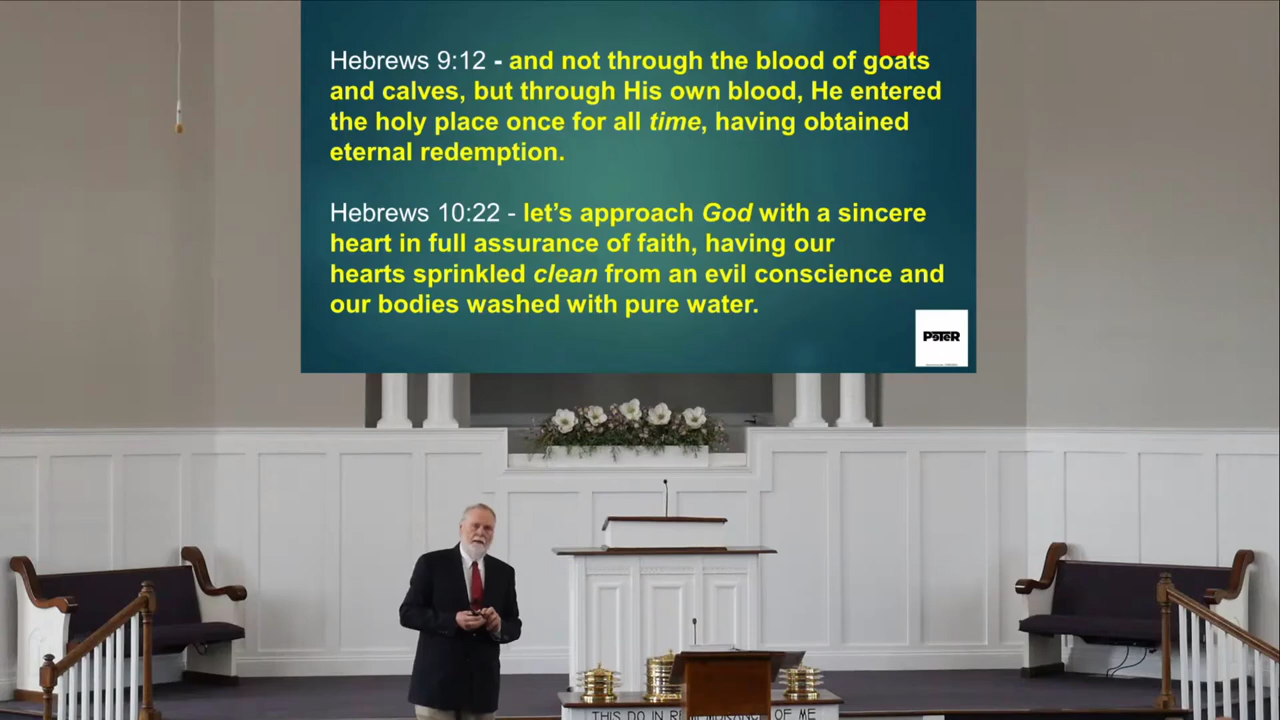 Hebrews 9:12 - and not through the blood of goats
and calves, but through His own blood, He entered
the holy place once for all time, having obtained
eternal redemption.
Hebrews 10:22 - let’s approach God with a sincere
heart in full assurance of faith, having our
hearts sprinkled clean from an evil conscience and
our bodies washed with pure water.
PeTeR
THIS DO IN OF ME